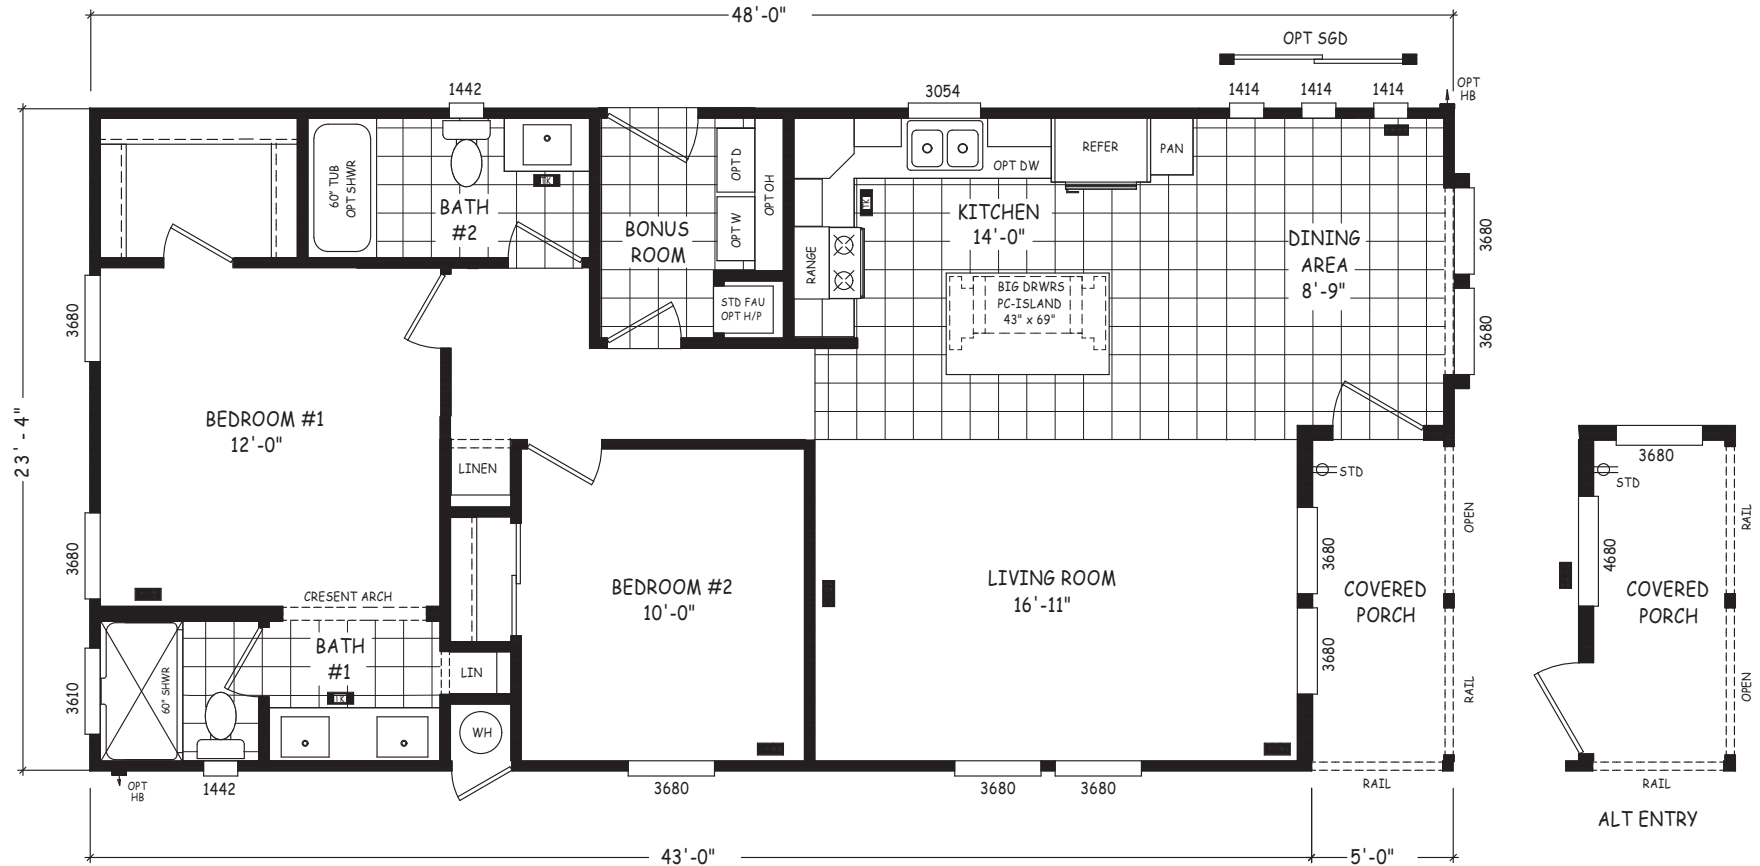 48'-0"
OPT SGD
1442
3054
1414
1414
1414
OPT
HB
60" TUB
OPT SHWR
BATH
#2
BONUS
ROOM
OPT D
OPT W
OPT OH
STD FAU
OPT H/P
OPT DW
REFER
PAN
KITCHEN
14'-0"
RANGE
BIG DRWRS
PC-ISLAND
43" x 69"
DINING
AREA
8'-9"
3680
3680
3680
23'-4"
BEDROOM #1
12'-0"
LINEN
3680
CRESENT ARCH
BEDROOM #2
10'-0"
LIVING ROOM
16'-11"
STD
3680
3680
COVERED
PORCH
OPEN
RAIL
3680
STD
4680
COVERED
PORCH
RAIL
OPEN
RAIL
ALT ENTRY
BATH
#1
60" SHWR
3610
TK
TK
TK
LIN
WH
OPT
HB
1442
3680
3680
3680
RAIL
43'-0"
5'-0"